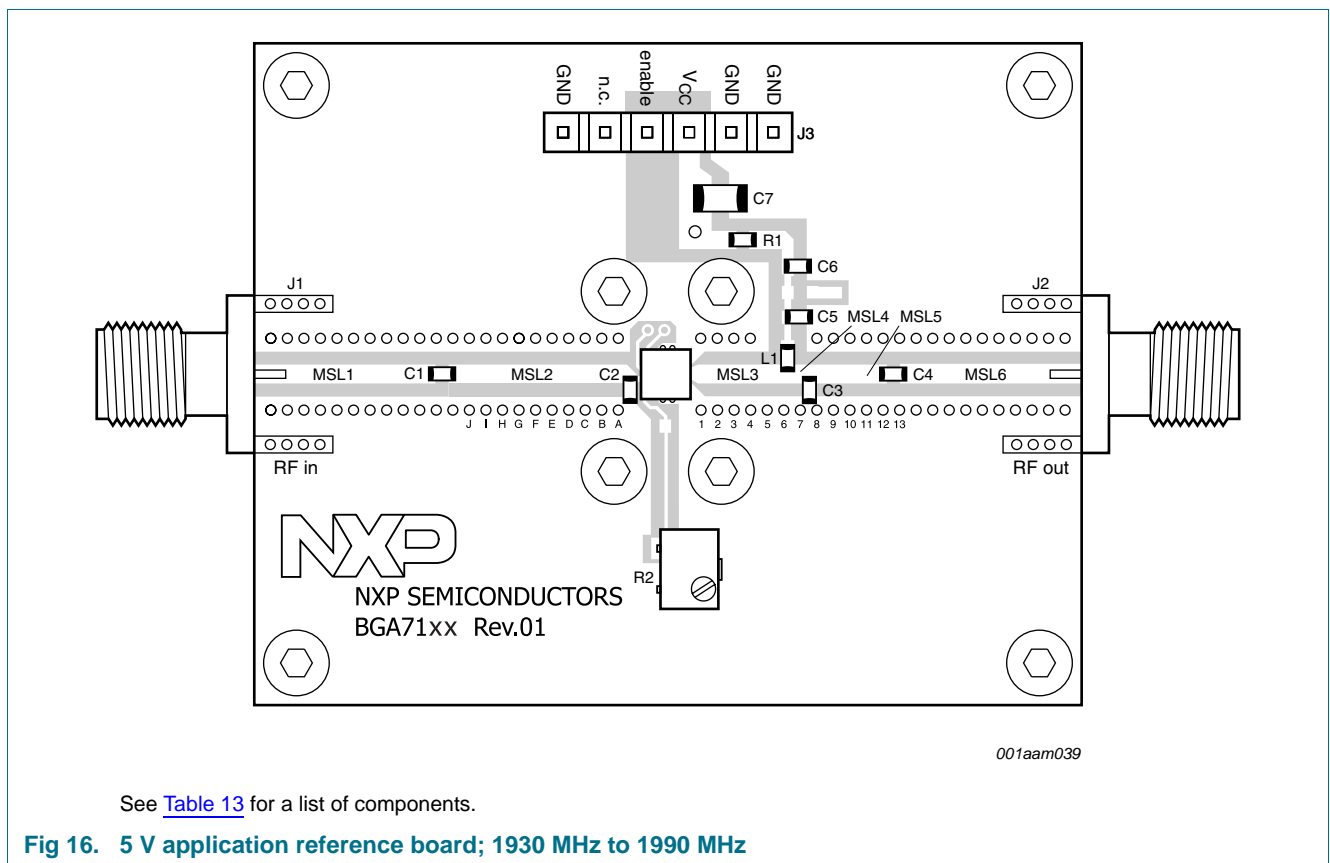 GND n.c. enable VCC GND GND
J3
C7
R1
C6
J1
J2
C5 MSL4 MSL5
L1
MSL1 C1 MSL2 C2 MSL3 C4 MSL6
C3
J I H G F E D C B A 1 2 3 4 5 6 7 8 9 10 11 12 13
RF in
RF out
NXP
R2
NXP SEMICONDUCTORS
BGA71xx Rev.01
001aam039
See Table 13 for a list of components.
Fig 16. 5 V application reference board; 1930 MHz to 1990 MHz